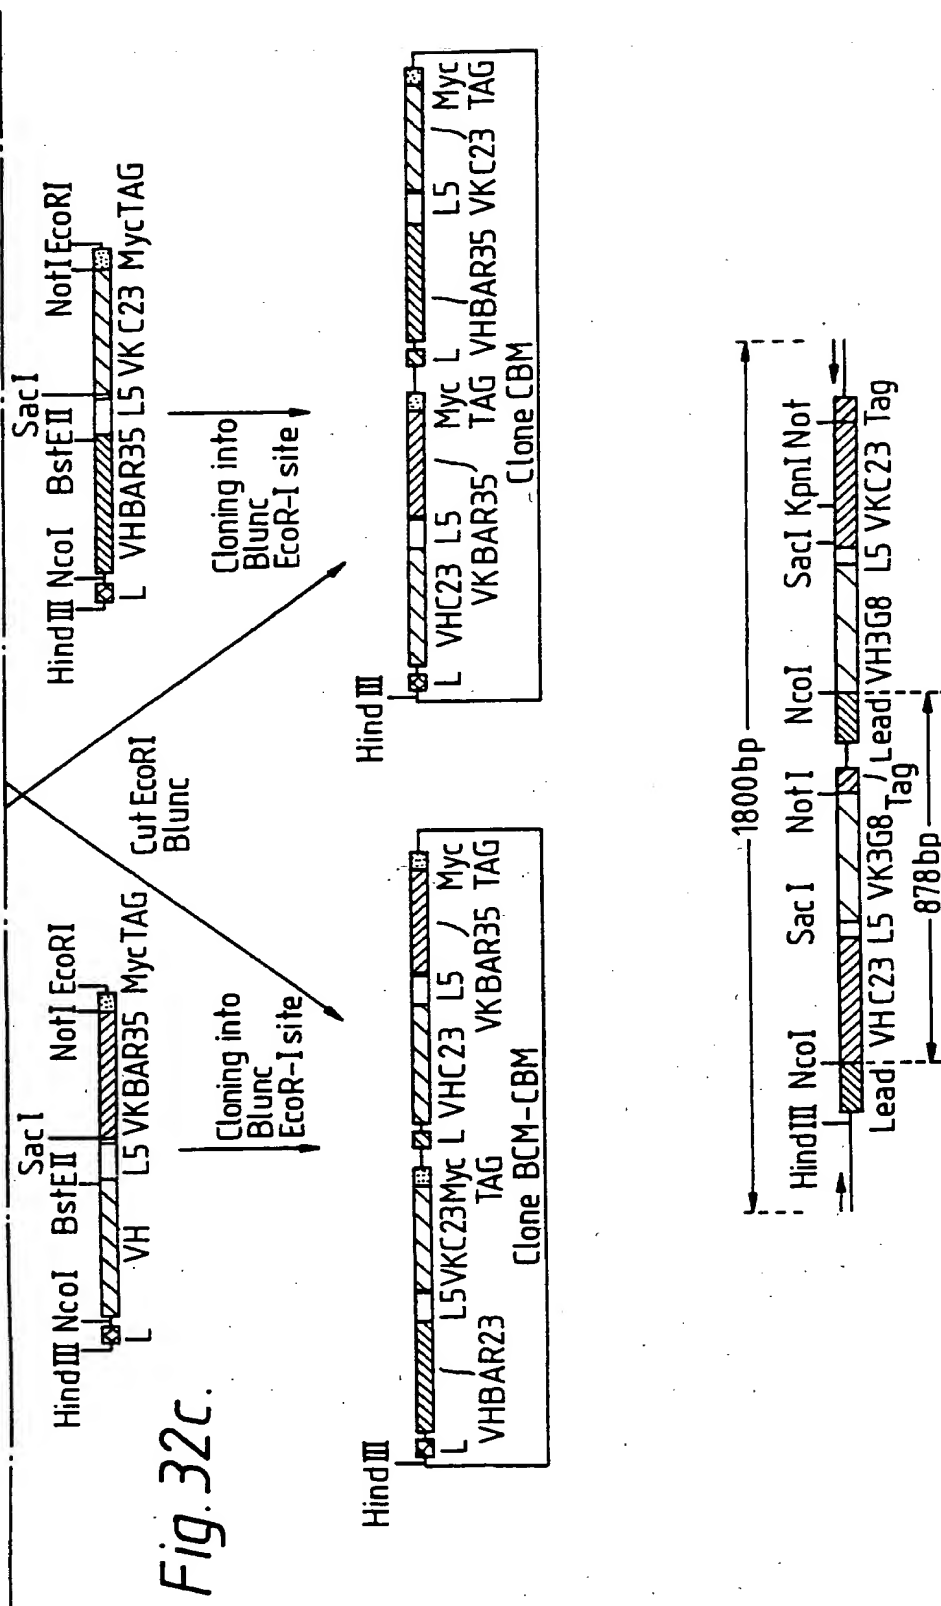 Fig. 32c.
SacI
HindIII NcoI BstEII NotI EcoRI
L VH L5 VKBAR35 MycTAG
Cloning into
Blunc
EcoR-I site
Cut EcoRI
Blunc
SacI
HindIII NcoI BstEII NotI EcoRI
L VHBAR35 L5 VK C23 MycTAG
Cloning into
Blunc
EcoR-I site
HindIII
L / L5VKC23Myc L VHC23 L5 / Myc
VHBAR23 TAG VKBAR35 TAG
Clone BCM-CBM
HindIII
L VHC23 L5 / Myc L / L5 / Myc
VKBAR35 TAG VHBAR35 VKC23 TAG
Clone CBM
1800bp
HindIII NcoI SacI NotI NcoI SacI KpnI Not
Lead VHC23 L5 VK3G8 / Lead VH3G8 L5 VKC23 Tag
Tag
878bp